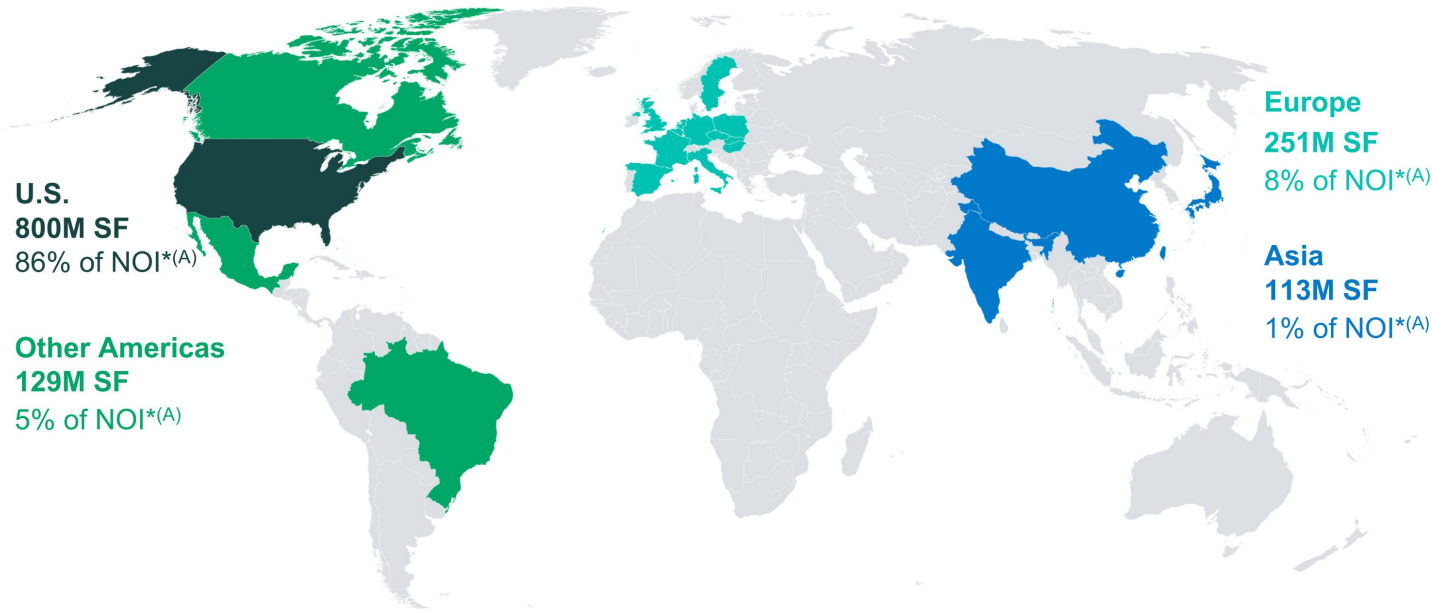 U.S.
800M SF
86% of NOI*(A)
Other Americas
129M SF
5% of NOI*(A)
Europe
251M SF
8% of NOI*(A)
Asia
113M SF
1% of NOI*(A)